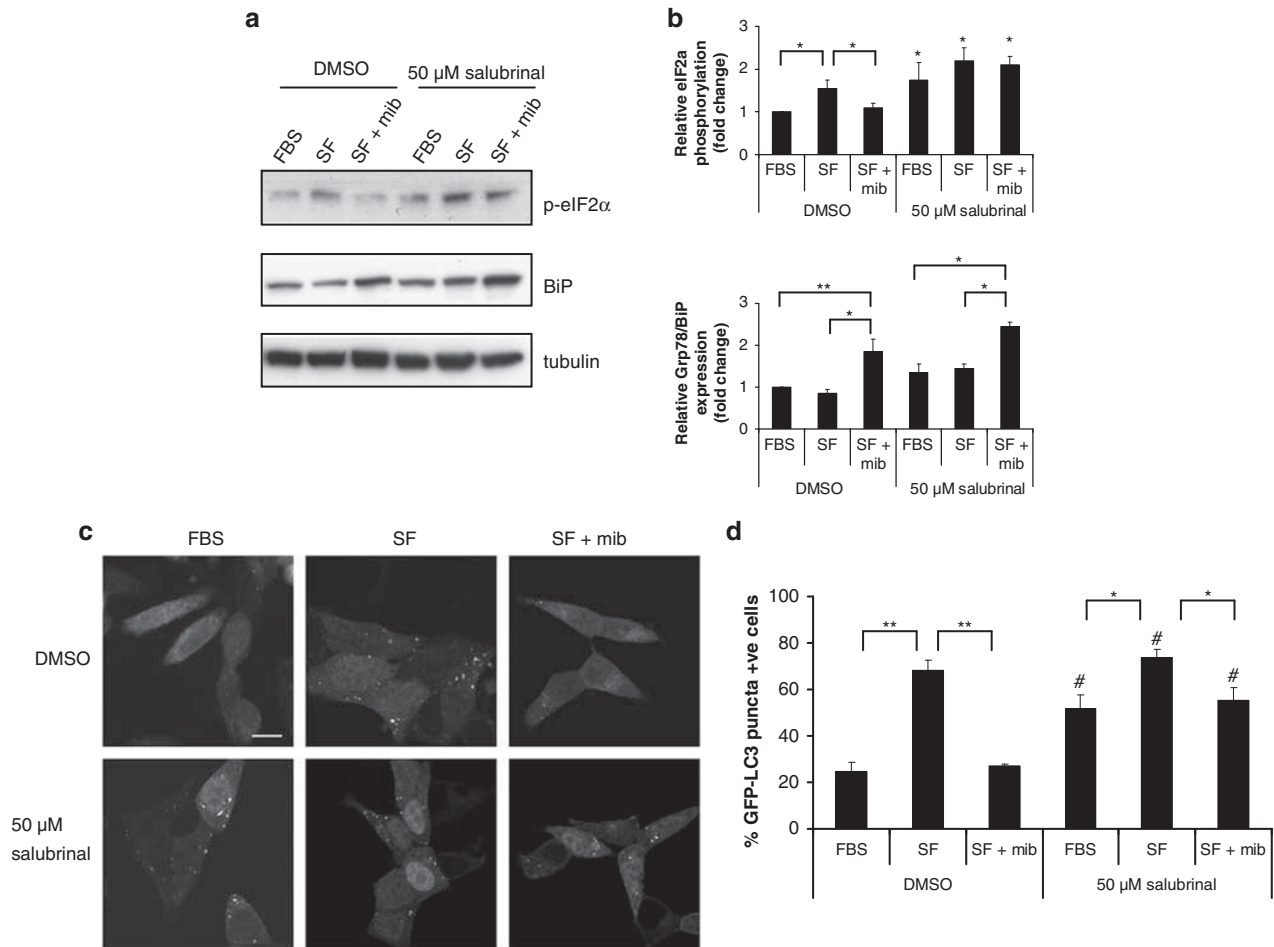 a
DMSO
50 µM salubrinal
FBS
SF
SF + mib
FBS
SF
SF + mib
p-eIF2α
BiP
tubulin
b
Relative eIF2a
phosphorylation
(fold change)
3
2
1
0
*
*
*
*
*
FBS
SF
SF +
mib
FBS
SF
SF +
mib
DMSO
50 µM salubrinal
Relative Grp78/BiP
expression
(fold change)
3
2
1
0
**
*
*
*
FBS
SF
SF +
mib
FBS
SF
SF +
mib
DMSO
50 µM salubrinal
c
FBS
SF
SF + mib
DMSO
50 µM
salubrinal
d
% GFP-LC3 puncta +ve cells
100
80
60
40
20
0
**
**
*
*
#
#
#
FBS
SF
SF + mib
FBS
SF
SF + mib
DMSO
50 µM salubrinal